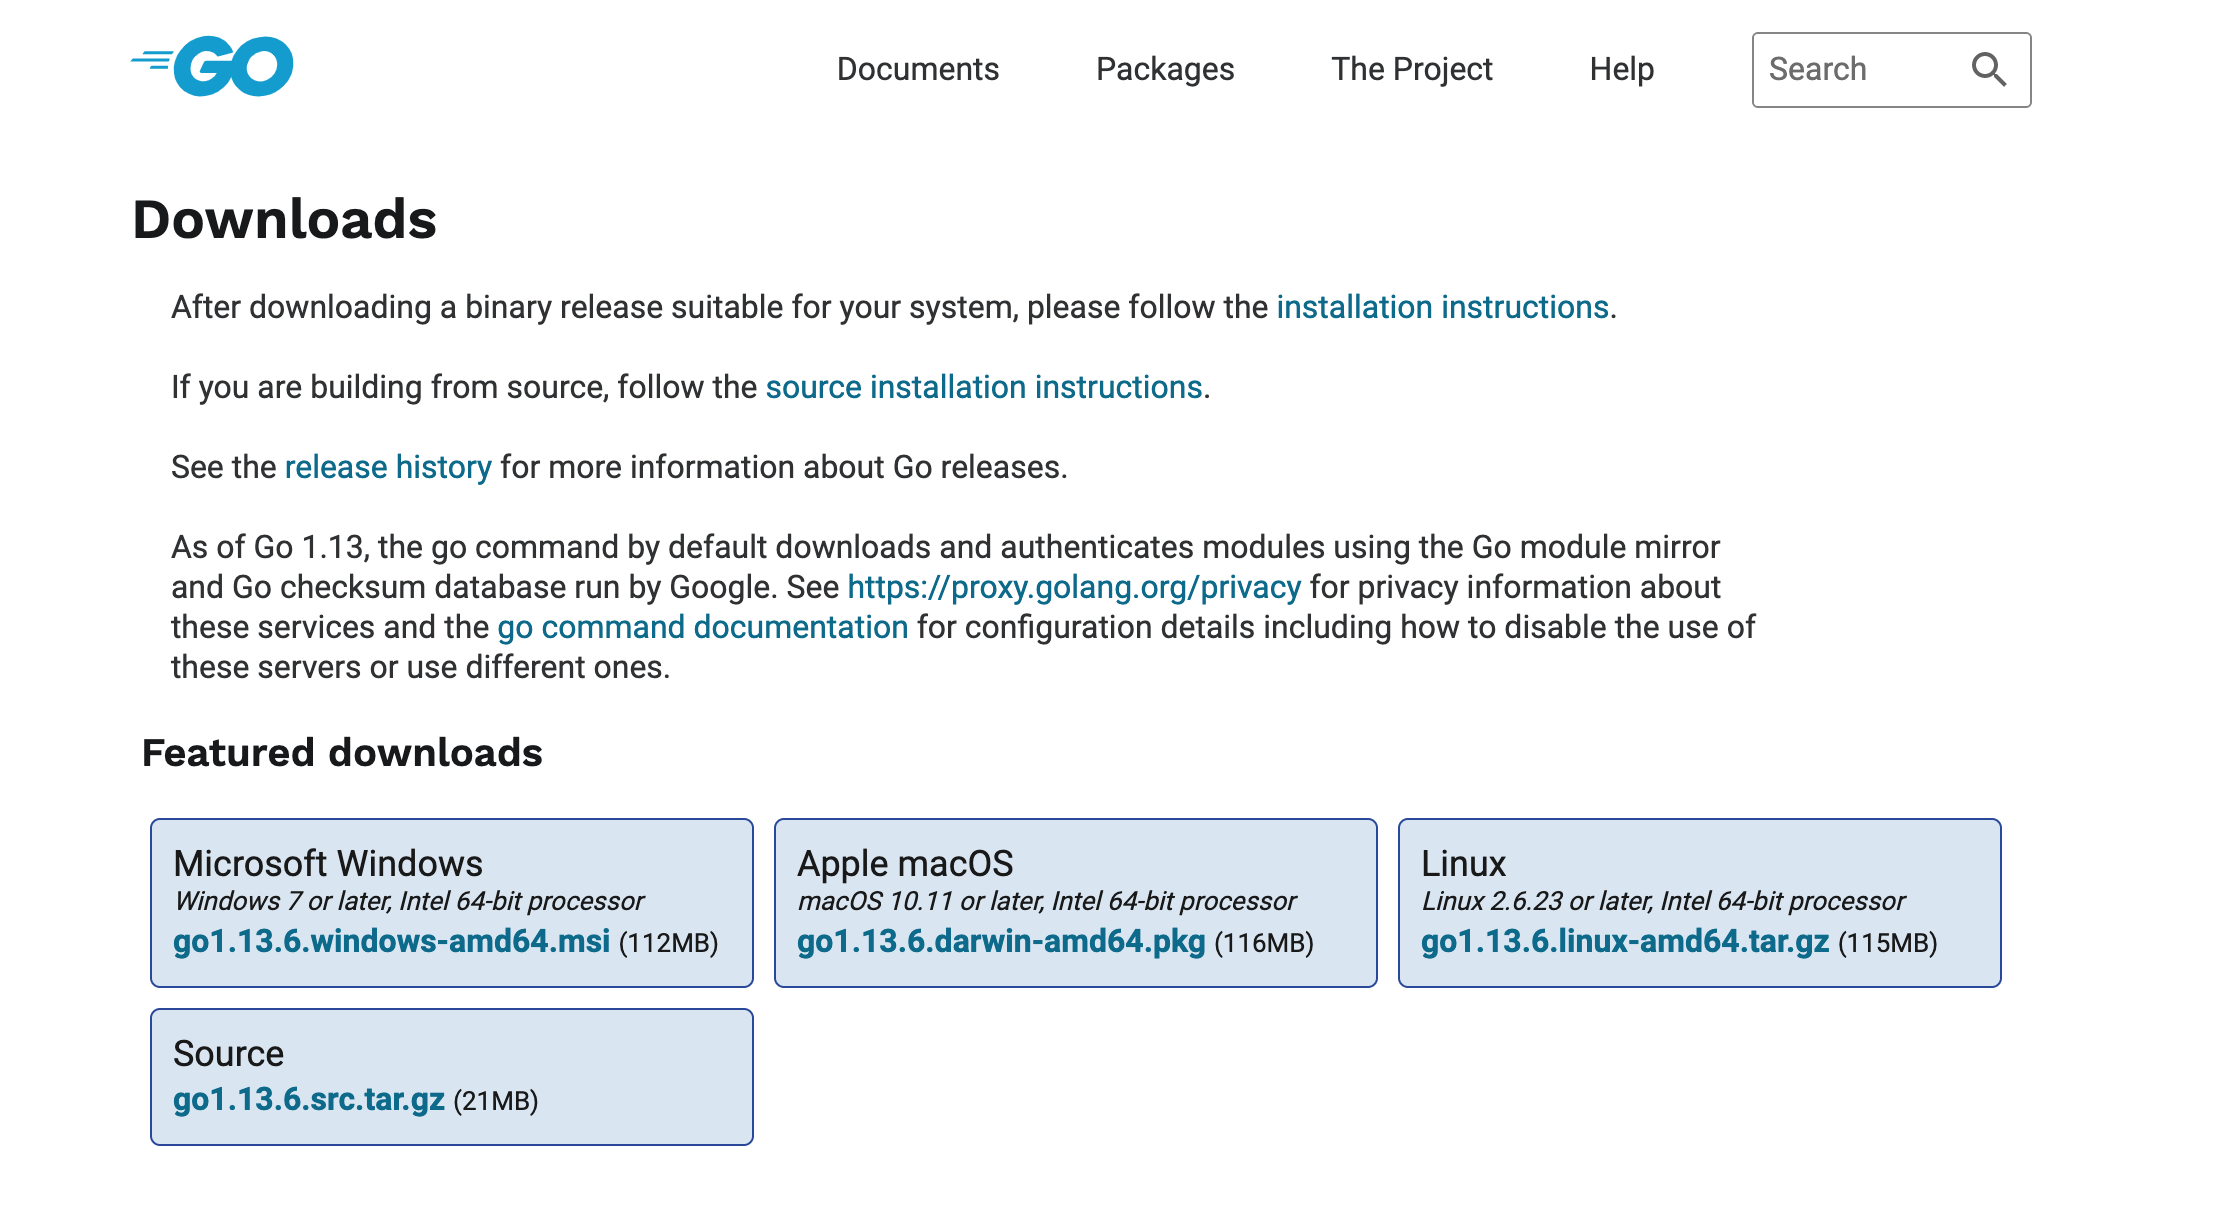 GO
Documents
Packages
The Project
Help
Search
Downloads
After downloading a binary release suitable for your system, please follow the installation instructions.
If you are building from source, follow the source installation instructions.
See the release history for more information about Go releases.
As of Go 1.13, the go command by default downloads and authenticates modules using the Go module mirror
and Go checksum database run by Google. See https://proxy.golang.org/privacy for privacy information about
these services and the go command documentation for configuration details including how to disable the use of
these servers or use different ones.
Featured downloads
Microsoft Windows
Windows 7 or later, Intel 64-bit processor
go1.13.6.windows-amd64.msi (112MB)
Apple macOS
macOS 10.11 or later, Intel 64-bit processor
go1.13.6.darwin-amd64.pkg (116MB)
Linux
Linux 2.6.23 or later, Intel 64-bit processor
go1.13.6.linux-amd64.tar.gz (115MB)
Source
go1.13.6.src.tar.gz (21MB)